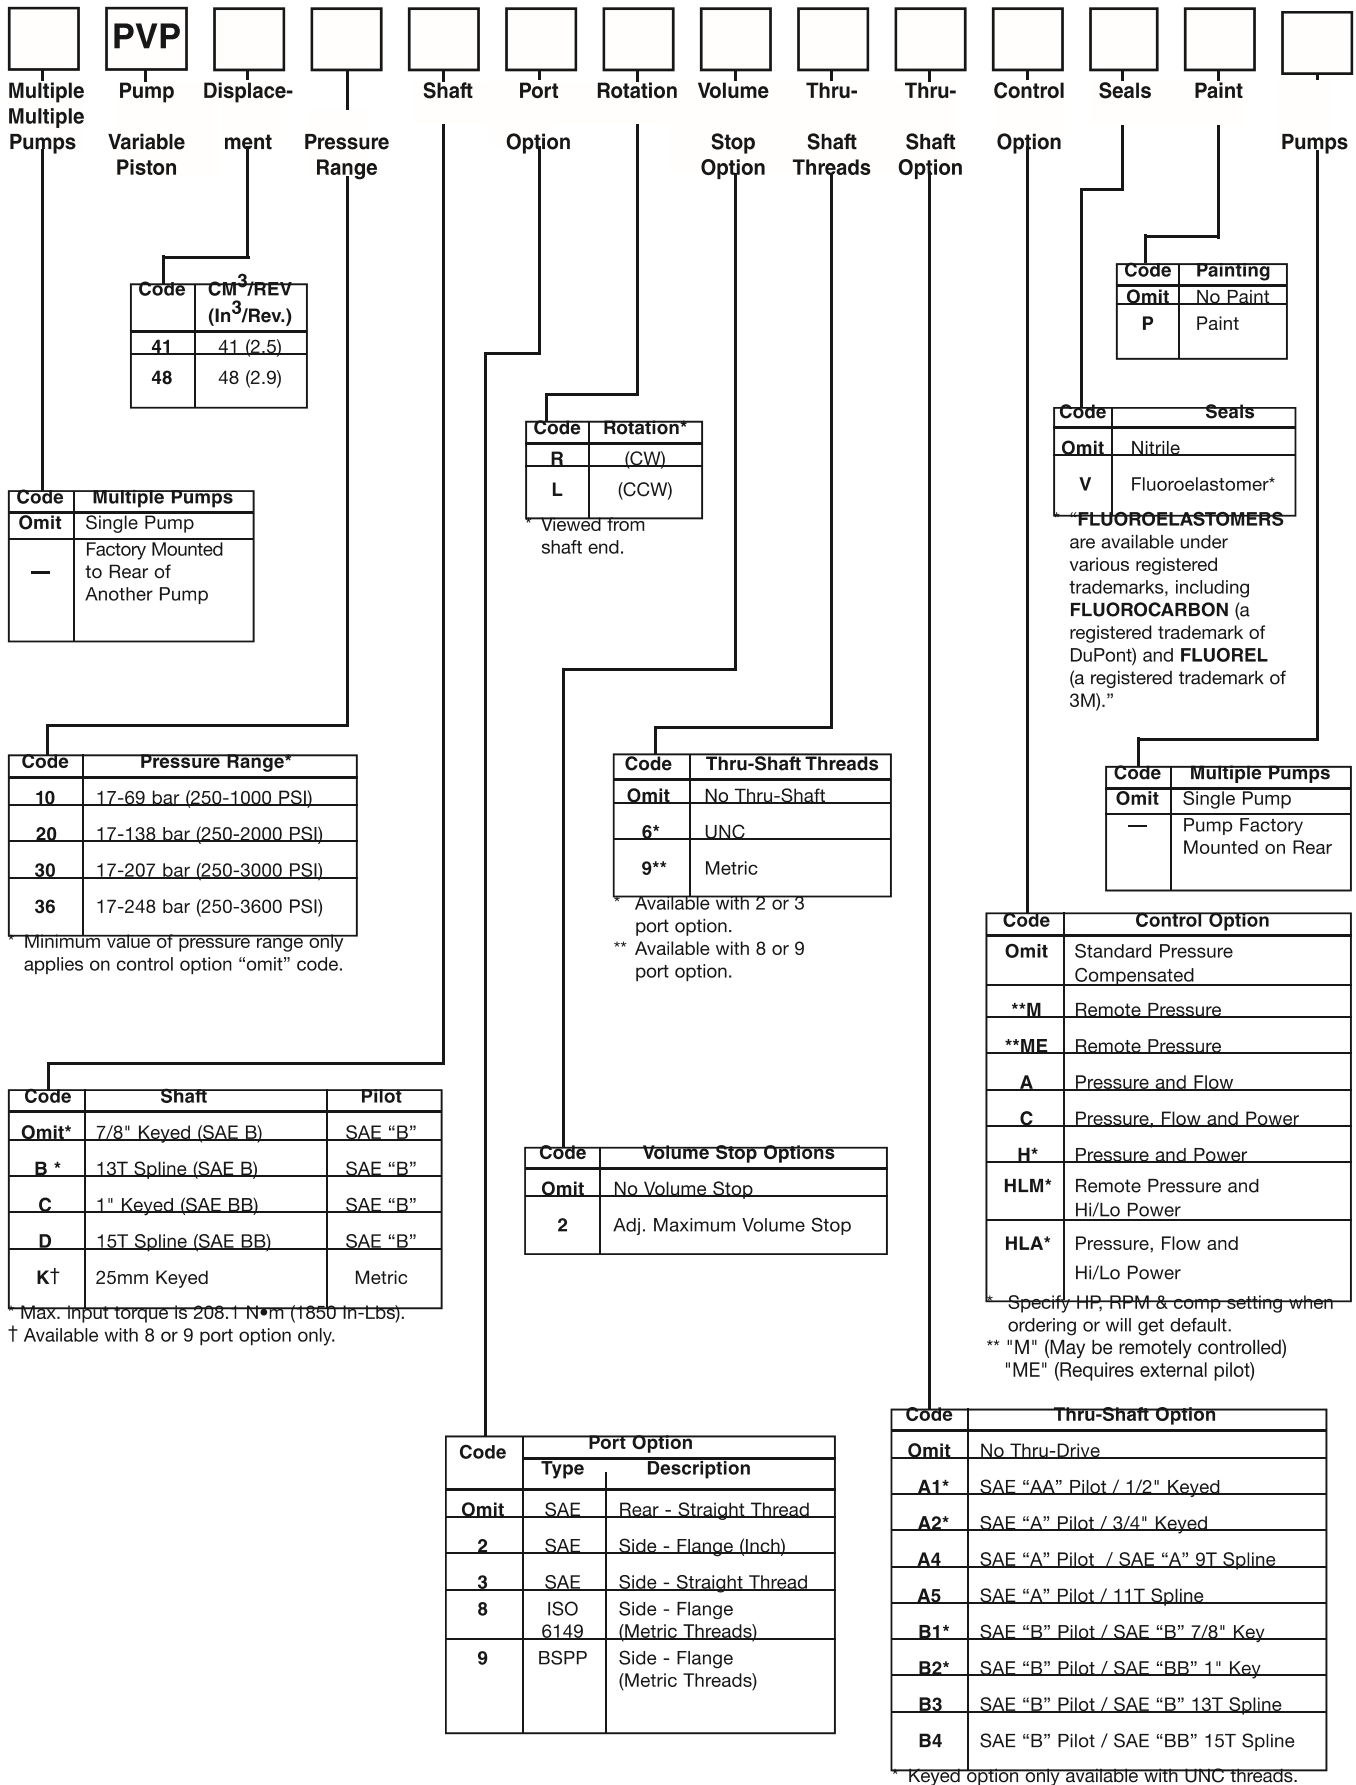 PVP
Multiple Pump Displace- Shaft Port Rotation Volume Thru- Thru- Control Seals Paint
Multiple
Pumps Variable ment Pressure Option Stop Shaft Shaft Option Pumps
Piston Range Option Threads Option
Code Painting
Omit No Paint
P Paint
Code CM3/REV
(In3/Rev.)
41 41 (2.5)
48 48 (2.9)
Code Rotation*
R (CW)
L (CCW)
* Viewed from
shaft end.
Code Seals
Omit Nitrile
V Fluoroelastomer*
* “FLUOROELASTOMERS
are available under
various registered
trademarks, including
FLUOROCARBON (a
registered trademark of
DuPont) and FLUOREL
(a registered trademark of
3M).”
Code Multiple Pumps
Omit Single Pump
— Factory Mounted
to Rear of
Another Pump
Code Pressure Range*
10 17-69 bar (250-1000 PSI)
20 17-138 bar (250-2000 PSI)
30 17-207 bar (250-3000 PSI)
36 17-248 bar (250-3600 PSI)
* Minimum value of pressure range only
applies on control option “omit” code.
Code Thru-Shaft Threads
Omit No Thru-Shaft
6* UNC
9** Metric
* Available with 2 or 3
port option.
** Available with 8 or 9
port option.
Code Multiple Pumps
Omit Single Pump
— Pump Factory
Mounted on Rear
Code Control Option
Omit Standard Pressure
Compensated
**M Remote Pressure
**ME Remote Pressure
A Pressure and Flow
C Pressure, Flow and Power
H* Pressure and Power
HLM* Remote Pressure and
Hi/Lo Power
HLA* Pressure, Flow and
Hi/Lo Power
* Specify HP, RPM & comp setting when
ordering or will get default.
** "M" (May be remotely controlled)
"ME" (Requires external pilot)
Code Shaft Pilot
Omit* 7/8" Keyed (SAE B) SAE “B”
B * 13T Spline (SAE B) SAE “B”
C 1" Keyed (SAE BB) SAE “B”
D 15T Spline (SAE BB) SAE “B”
K† 25mm Keyed Metric
* Max. input torque is 208.1 N•m (1850 In-Lbs).
† Available with 8 or 9 port option only.
Code Volume Stop Options
Omit No Volume Stop
2 Adj. Maximum Volume Stop
Code Port Option
Type Description
Omit SAE Rear - Straight Thread
2 SAE Side - Flange (Inch)
3 SAE Side - Straight Thread
8 ISO Side - Flange
6149 (Metric Threads)
9 BSPP Side - Flange
(Metric Threads)
Code Thru-Shaft Option
Omit No Thru-Drive
A1* SAE “AA” Pilot / 1/2" Keyed
A2* SAE “A” Pilot / 3/4" Keyed
A4 SAE “A” Pilot / SAE “A” 9T Spline
A5 SAE “A” Pilot / 11T Spline
B1* SAE “B” Pilot / SAE “B” 7/8" Key
B2* SAE “B” Pilot / SAE “BB” 1" Key
B3 SAE “B” Pilot / SAE “B” 13T Spline
B4 SAE “B” Pilot / SAE “BB” 15T Spline
* Keyed option only available with UNC threads.